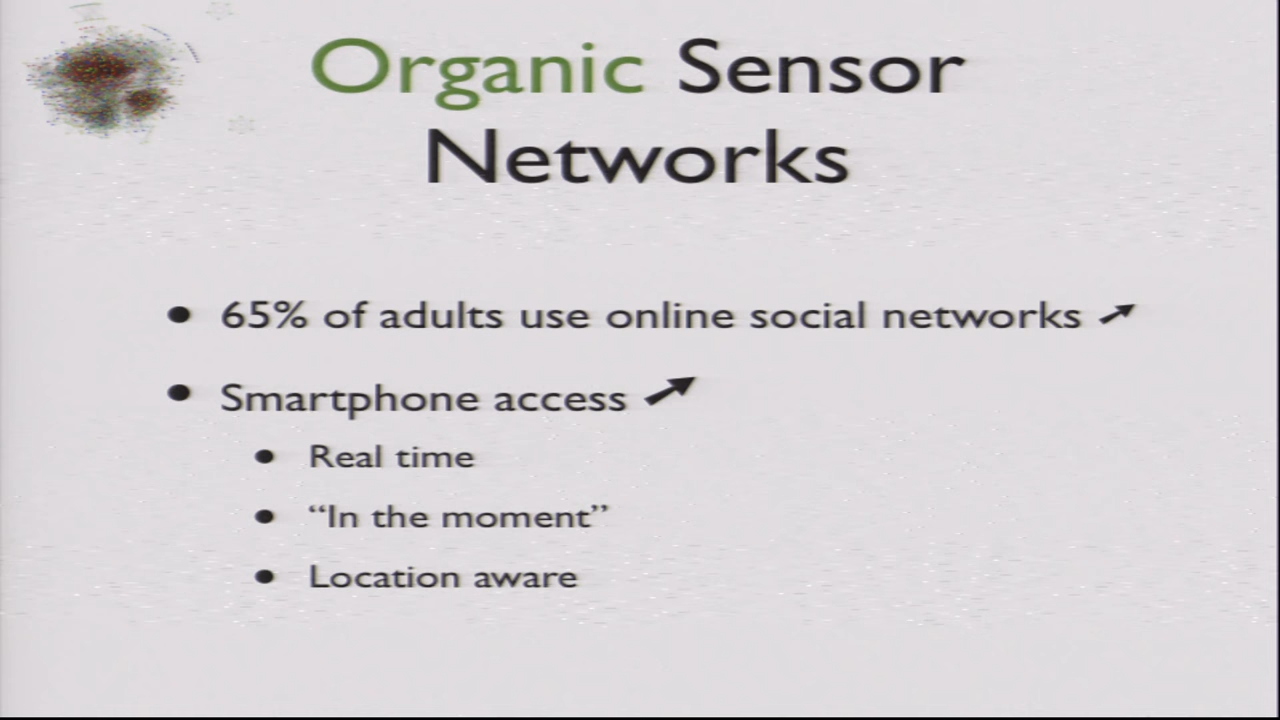 Organic Sensor
Networks
• 65% of adults use online social networks ➚
• Smartphone access ➚
• Real time
• “In the moment”
• Location aware